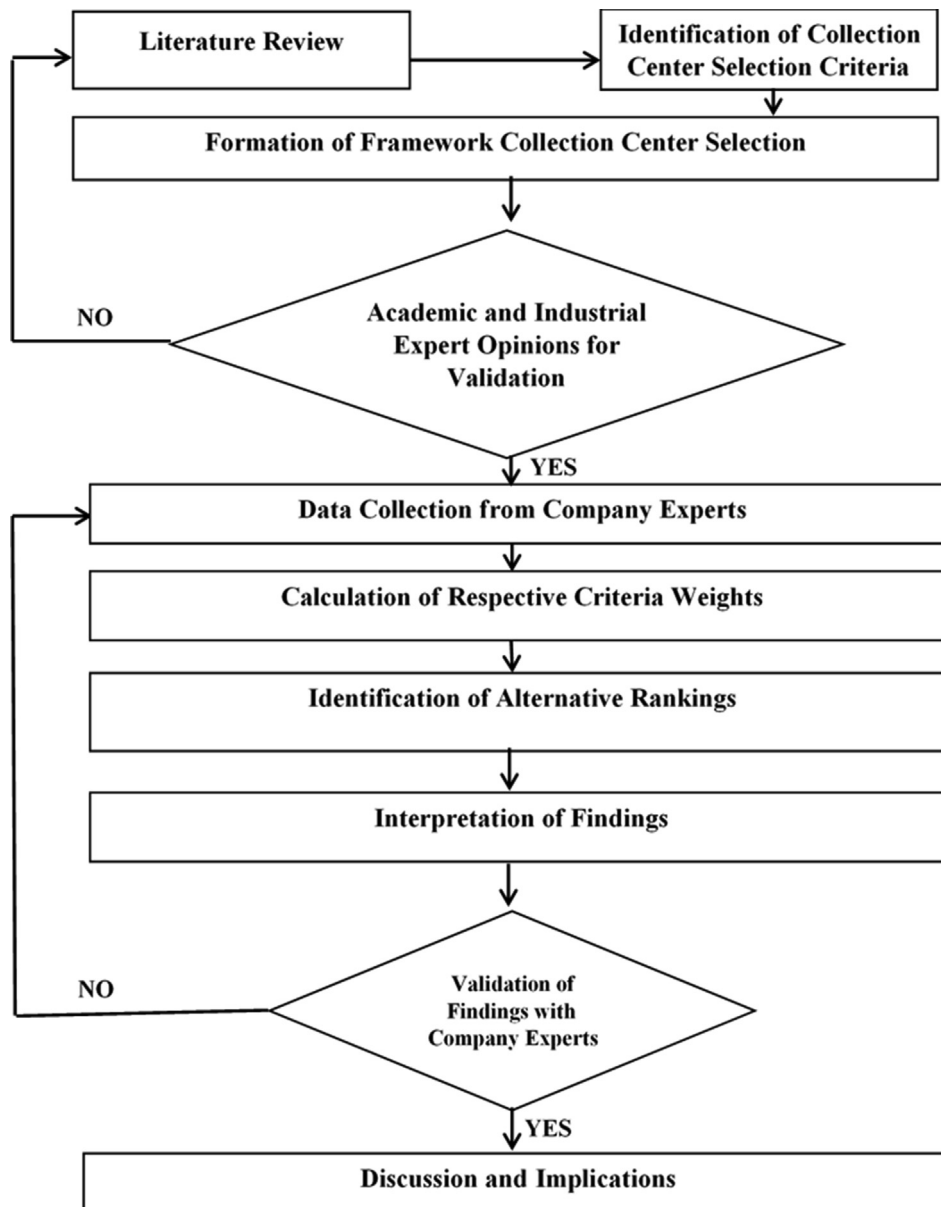 Literature Review
Identification of Collection
Center Selection Criteria
Formation of Framework Collection Center Selection
Academic and Industrial
Expert Opinions for
Validation
NO
YES
Data Collection from Company Experts
Calculation of Respective Criteria Weights
Identification of Alternative Rankings
Interpretation of Findings
Validation of
Findings with
Company Experts
NO
YES
Discussion and Implications